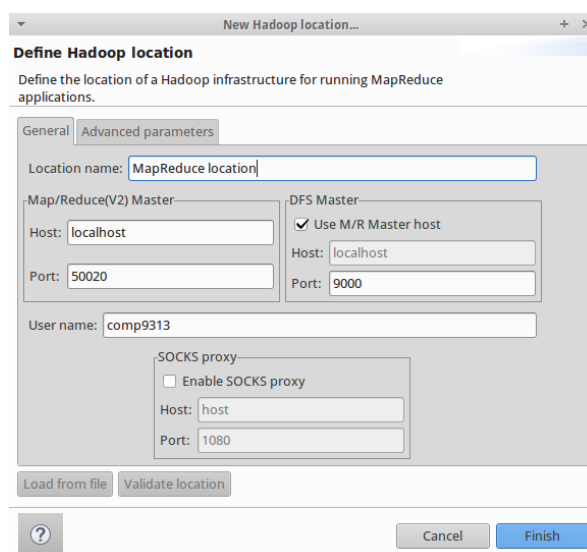 New Hadoop location...
Define Hadoop location
Define the location of a Hadoop infrastructure for running MapReduce
applications.
General
Advanced parameters
Location name: MapReduce location
Map/Reduce(V2) Master
Host: localhost
Port: 50020
DFS Master
Use M/R Master host
Host: localhost
Port: 9000
User name: comp9313
SOCKS proxy
Enable SOCKS proxy
Host: host
Port: 1080
Load from file
Validate location
?
Cancel
Finish